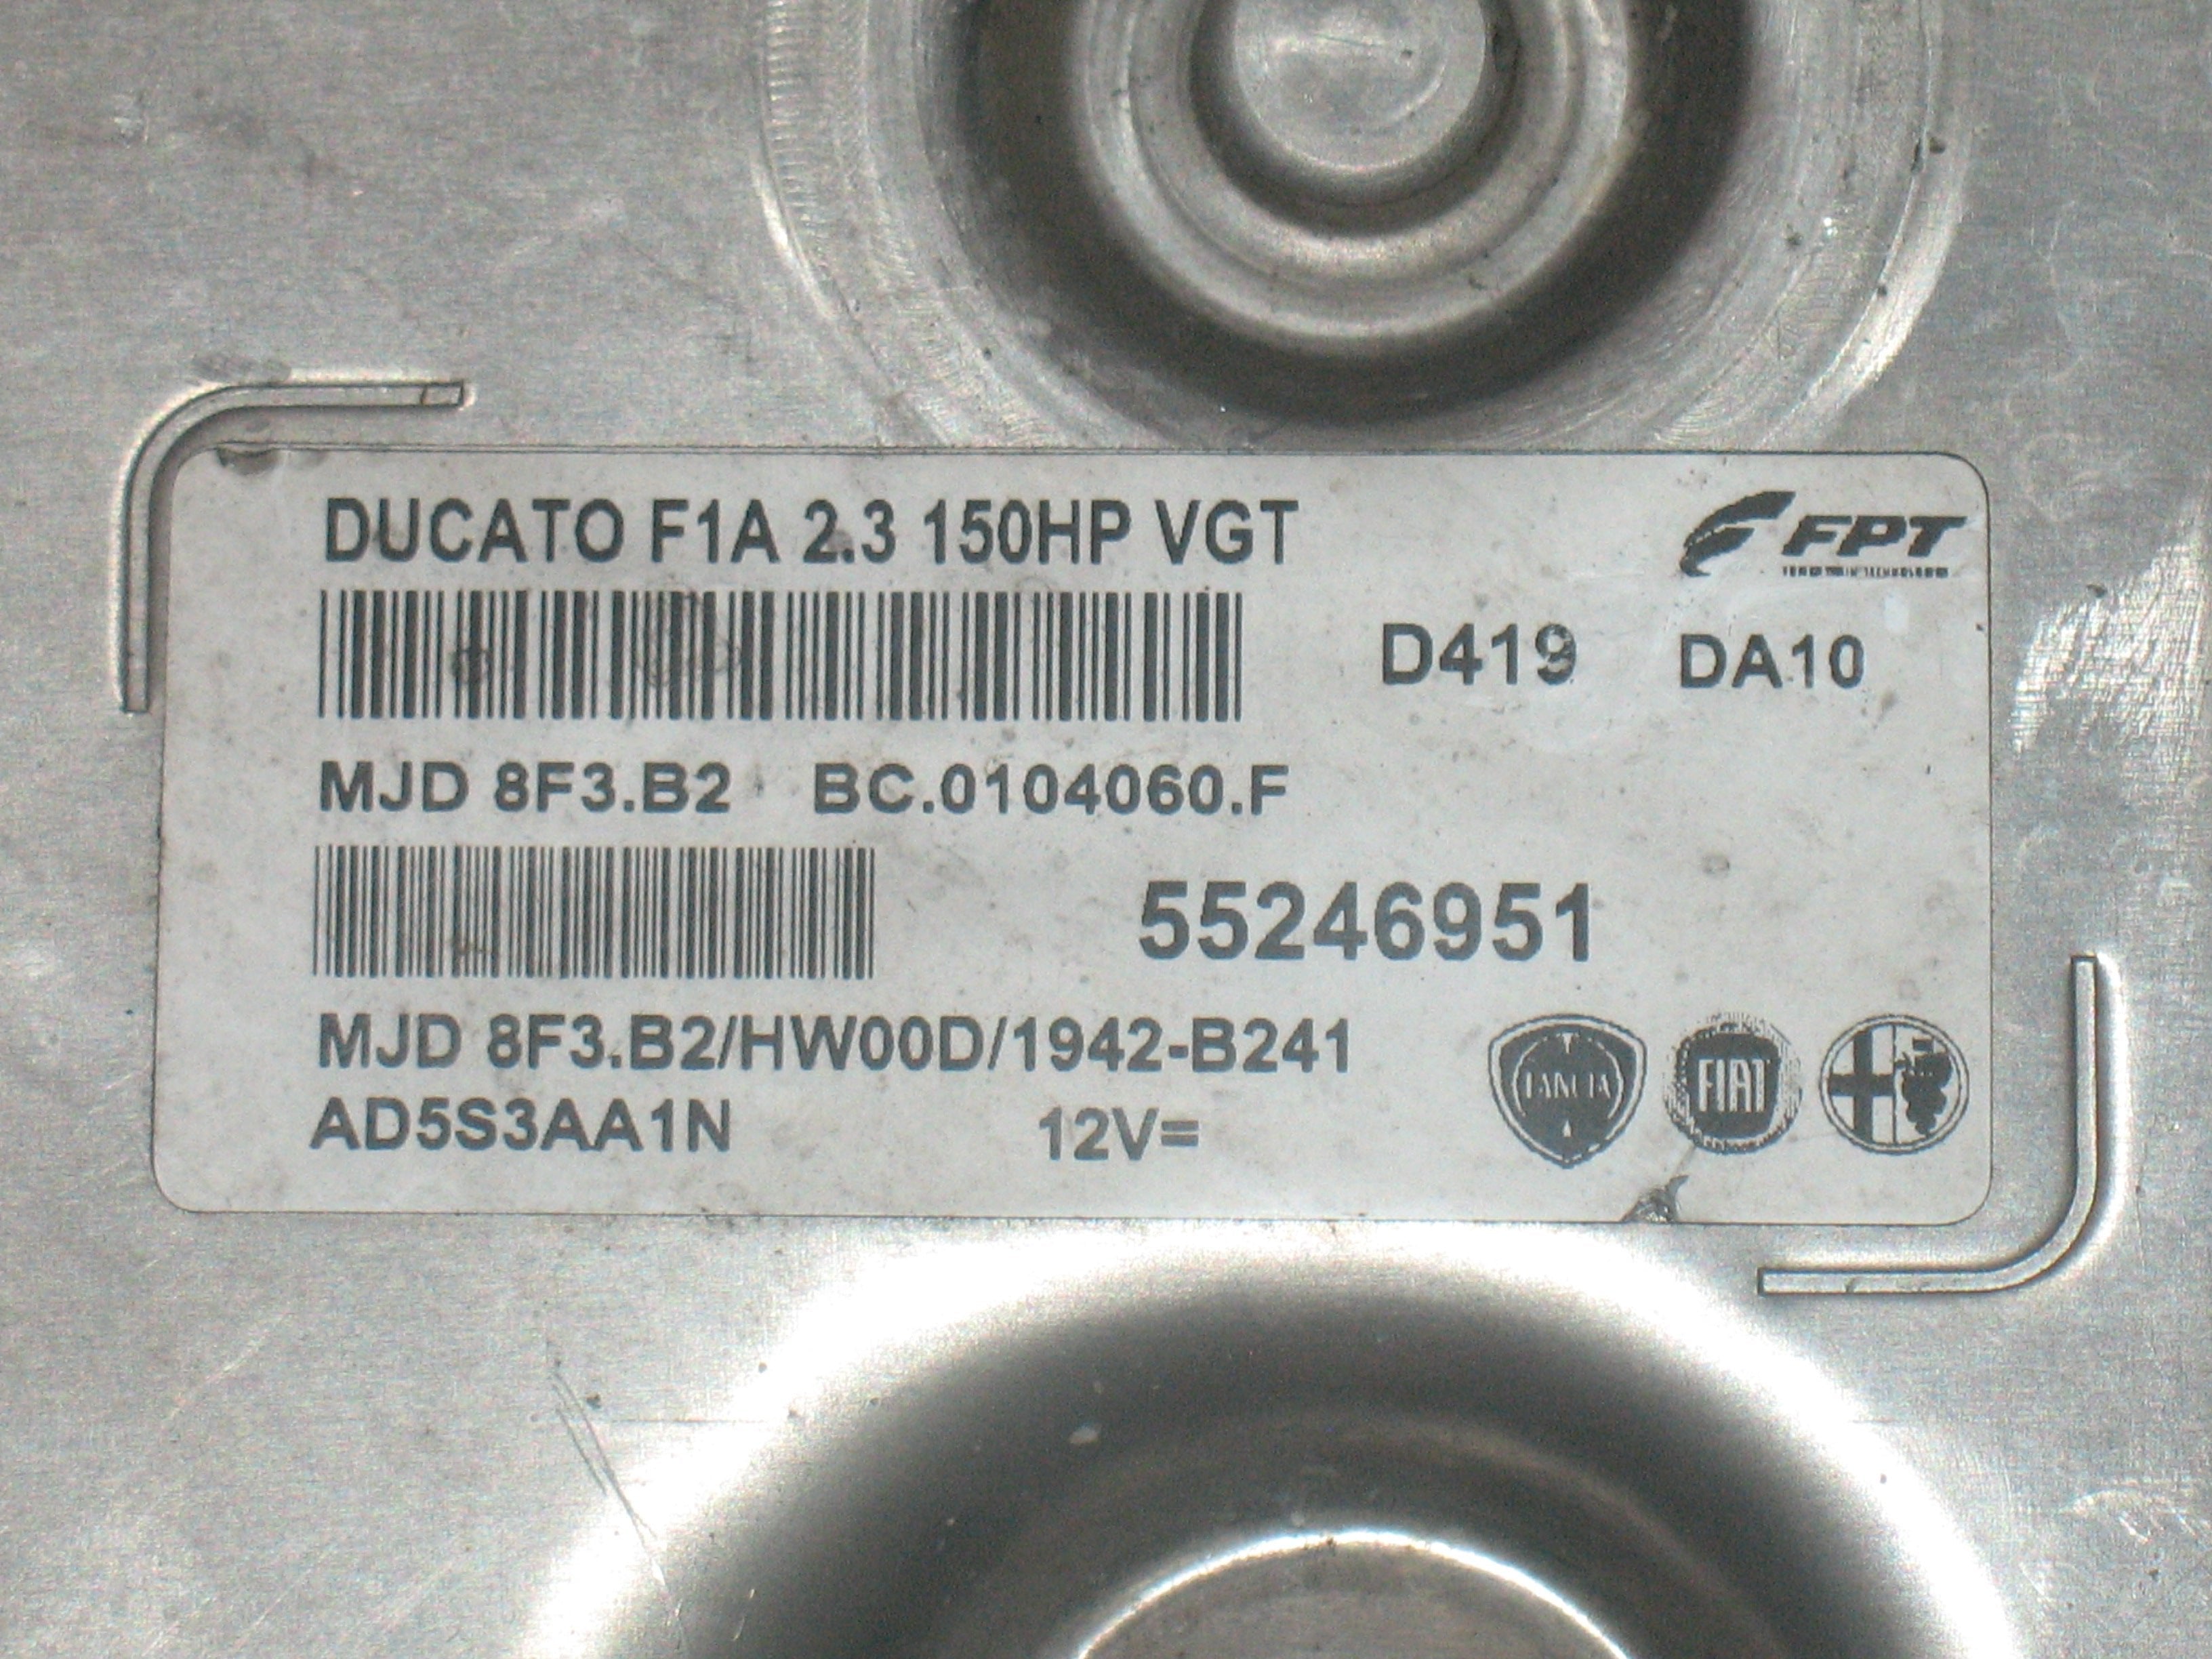 DUCATO F1A 2.3 150HP VGT
FPT
D419 DA10
MJD 8F3.B2 BC.0104060.F
55246951
MJD 8F3.B2/HW00D/1942-B241
AD5S3AA1N 12V=
LANCIA FIAT